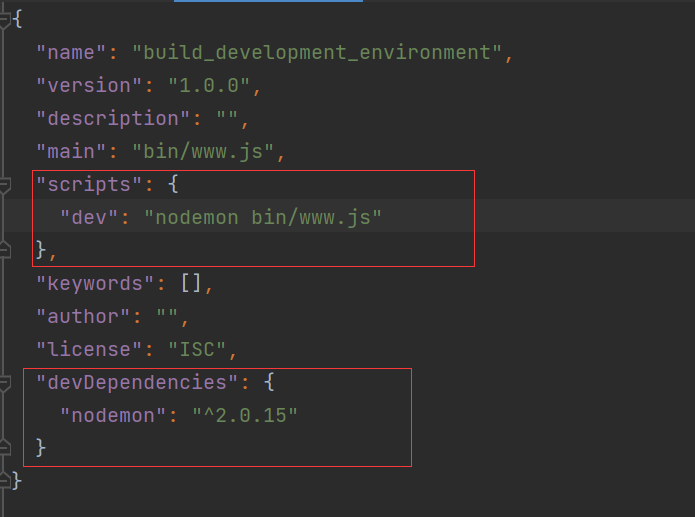 {
"name": "build_development_environment",
"version": "1.0.0",
"description": "",
"main": "bin/www.js",
"scripts": {
"dev": "nodemon bin/www.js"
},
"keywords": [],
"author": "",
"license": "ISC",
"devDependencies": {
"nodemon": "^2.0.15"
}
}